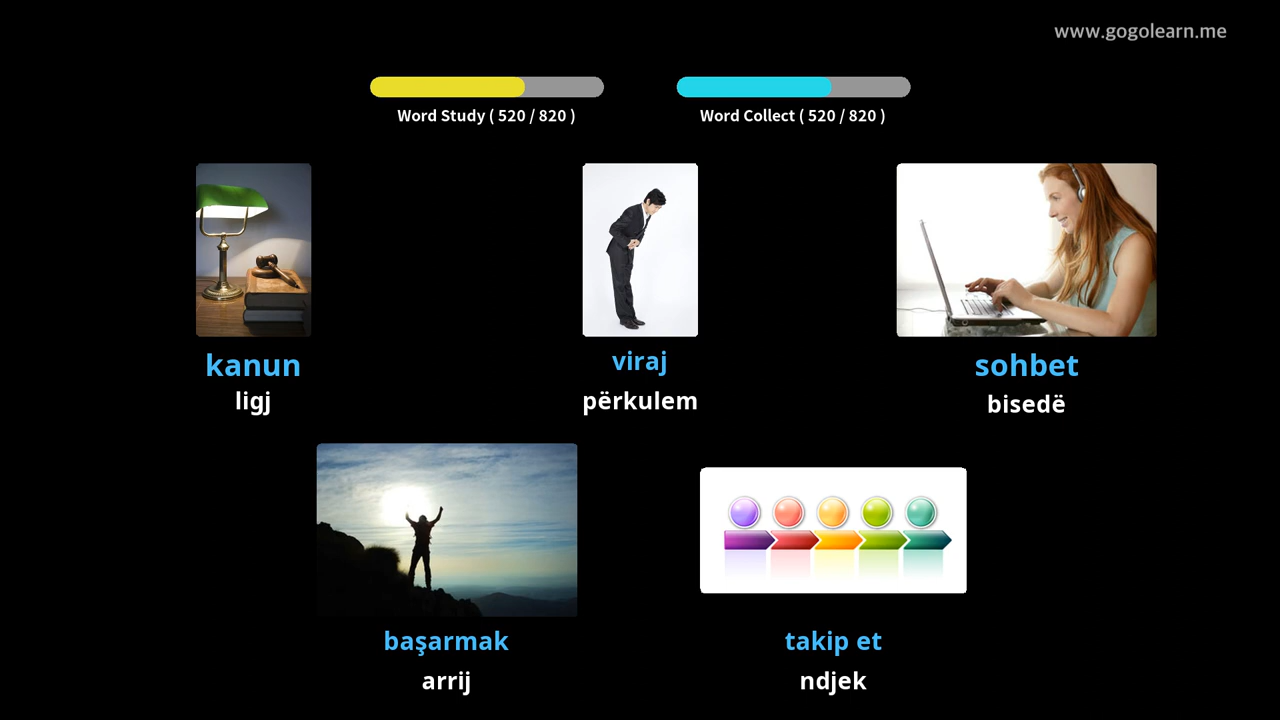 www.gogolearn.me
Word Study ( 520 / 820 )
Word Collect ( 520 / 820 )
kanun
ligj
viraj
përkulem
sohbet
bisedë
başarmak
arrij
takip et
ndjek